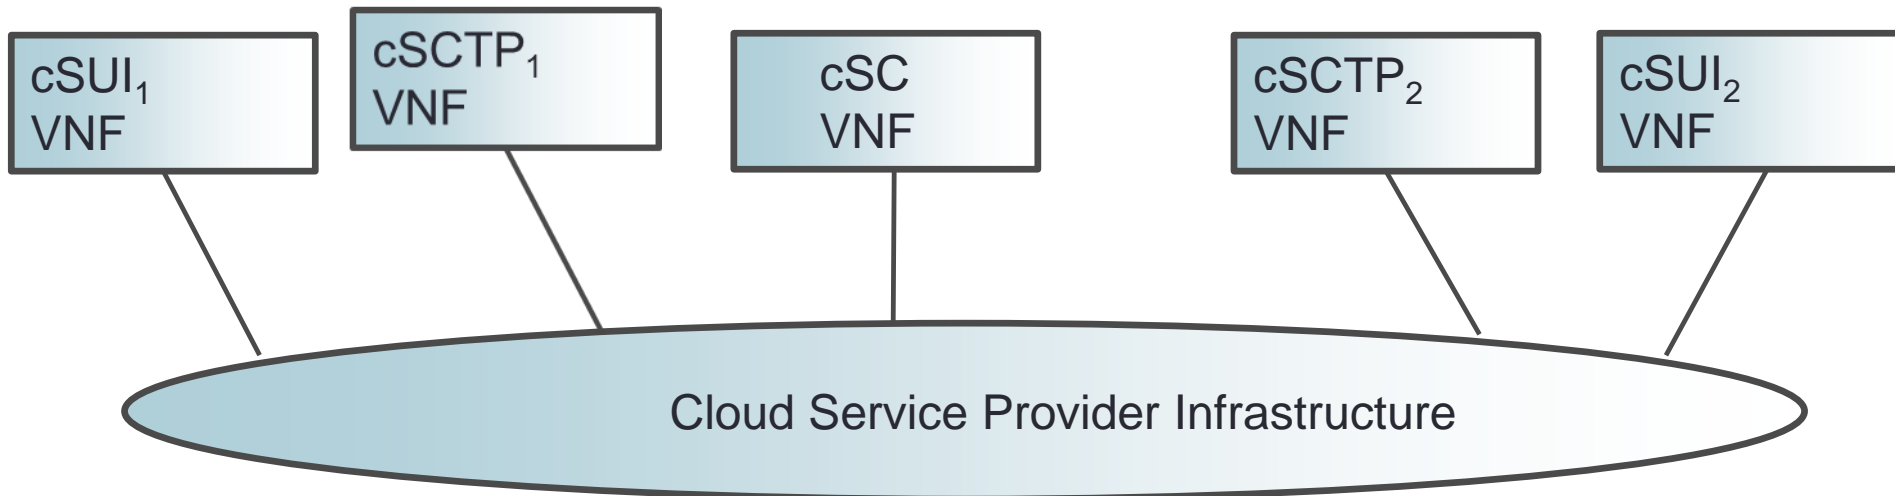 cSUI₁
VNF
cSCTP₁
VNF
cSC
VNF
cSCTP₂
VNF
cSUI₂
VNF
Cloud Service Provider Infrastructure